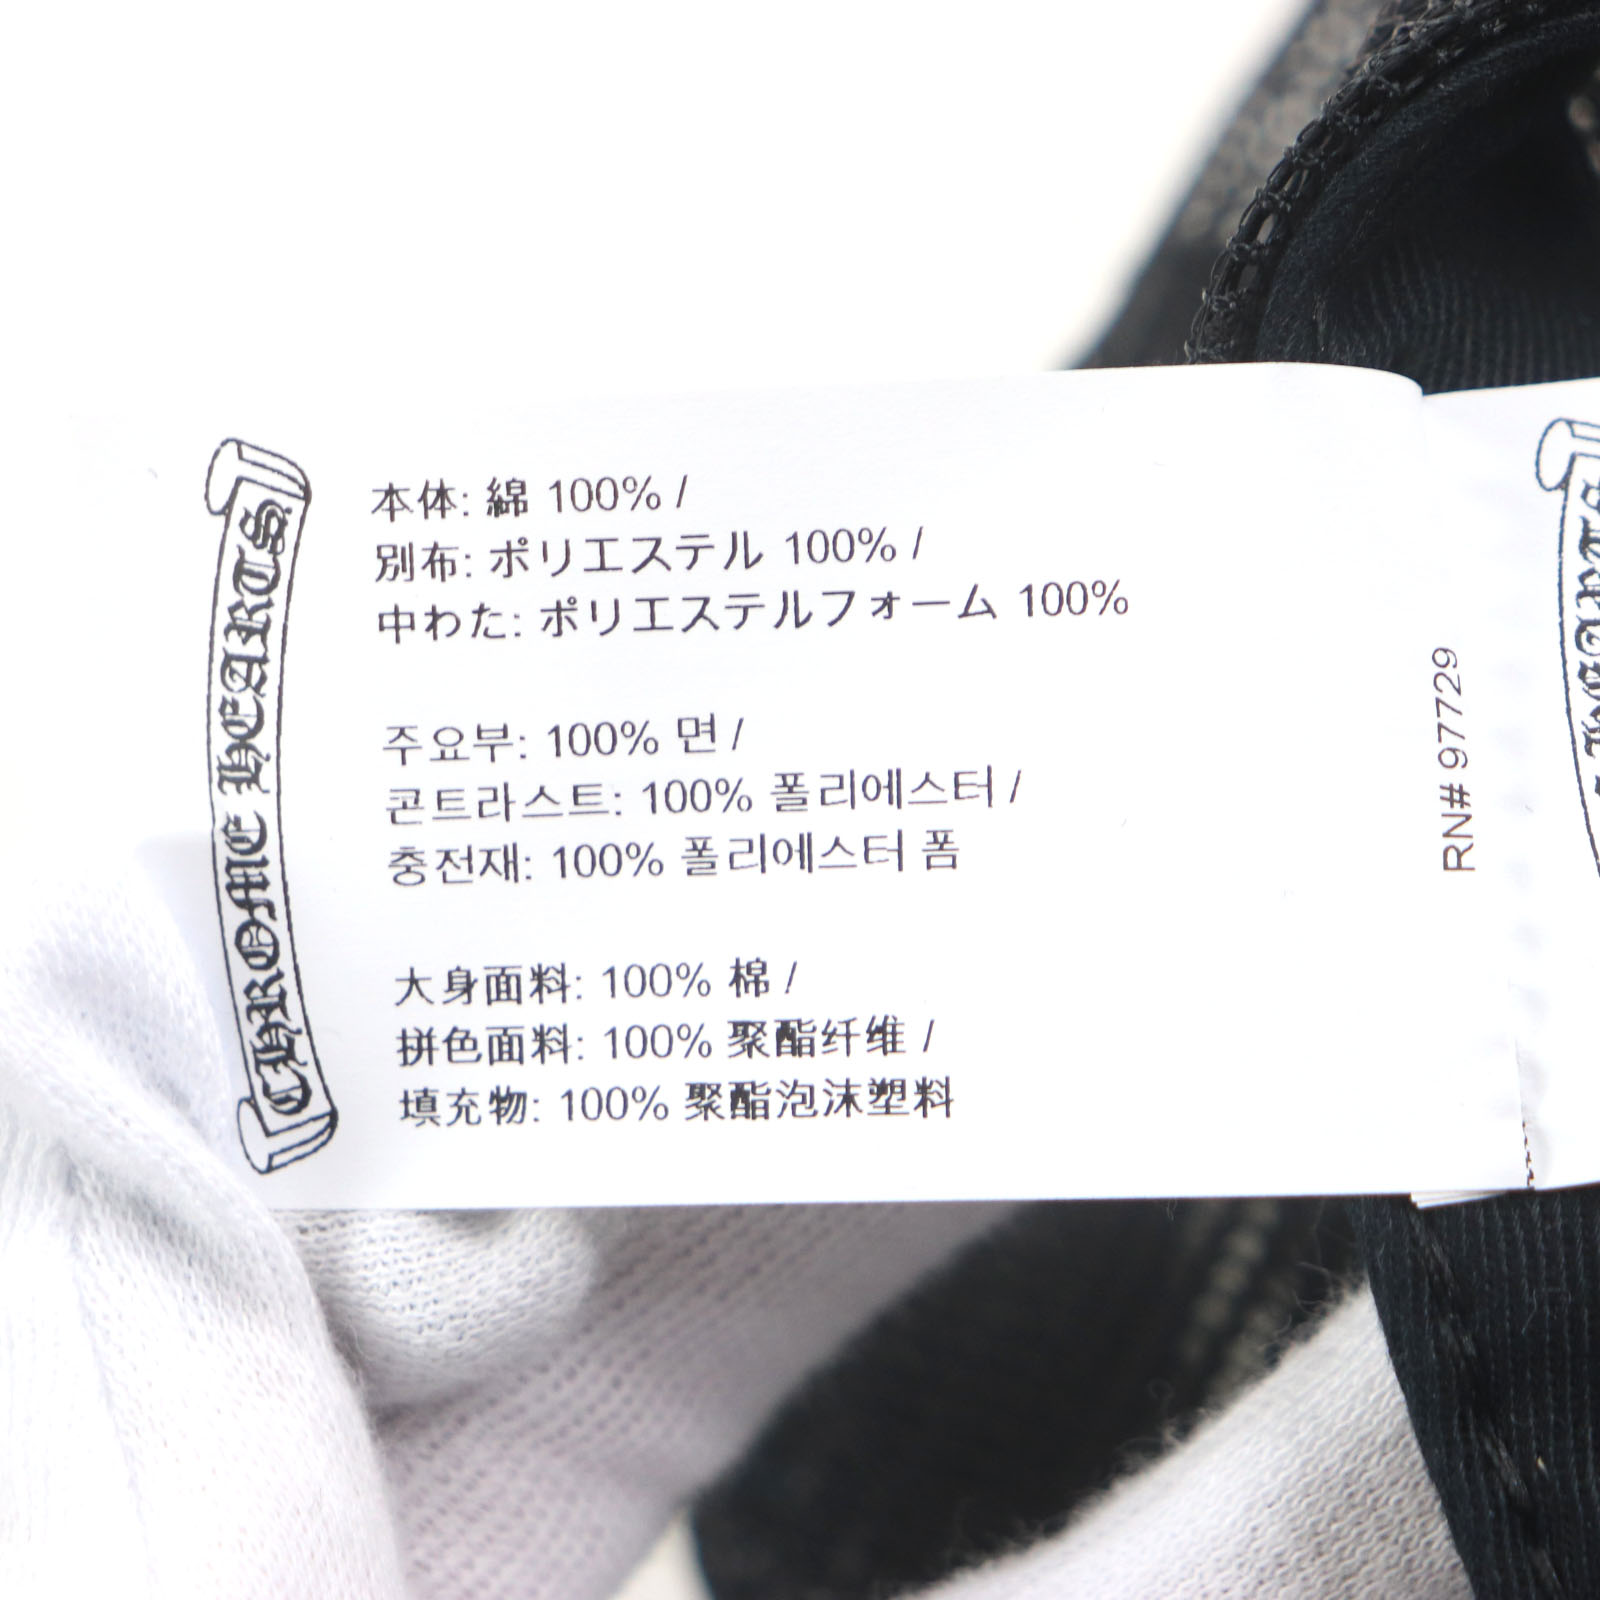 CHROME HEARTS
本体: 綿 100% /
別布: ポリエステル 100% /
中わた: ポリエステルフォーム 100%
주요부: 100% 면 /
콘트라스트: 100% 폴리에스터 /
충전재: 100% 폴리에스터 폼
大身面料: 100% 棉 /
拼色面料: 100% 聚酯纤维 /
填充物: 100% 聚酯泡沫塑料
RN# 97729